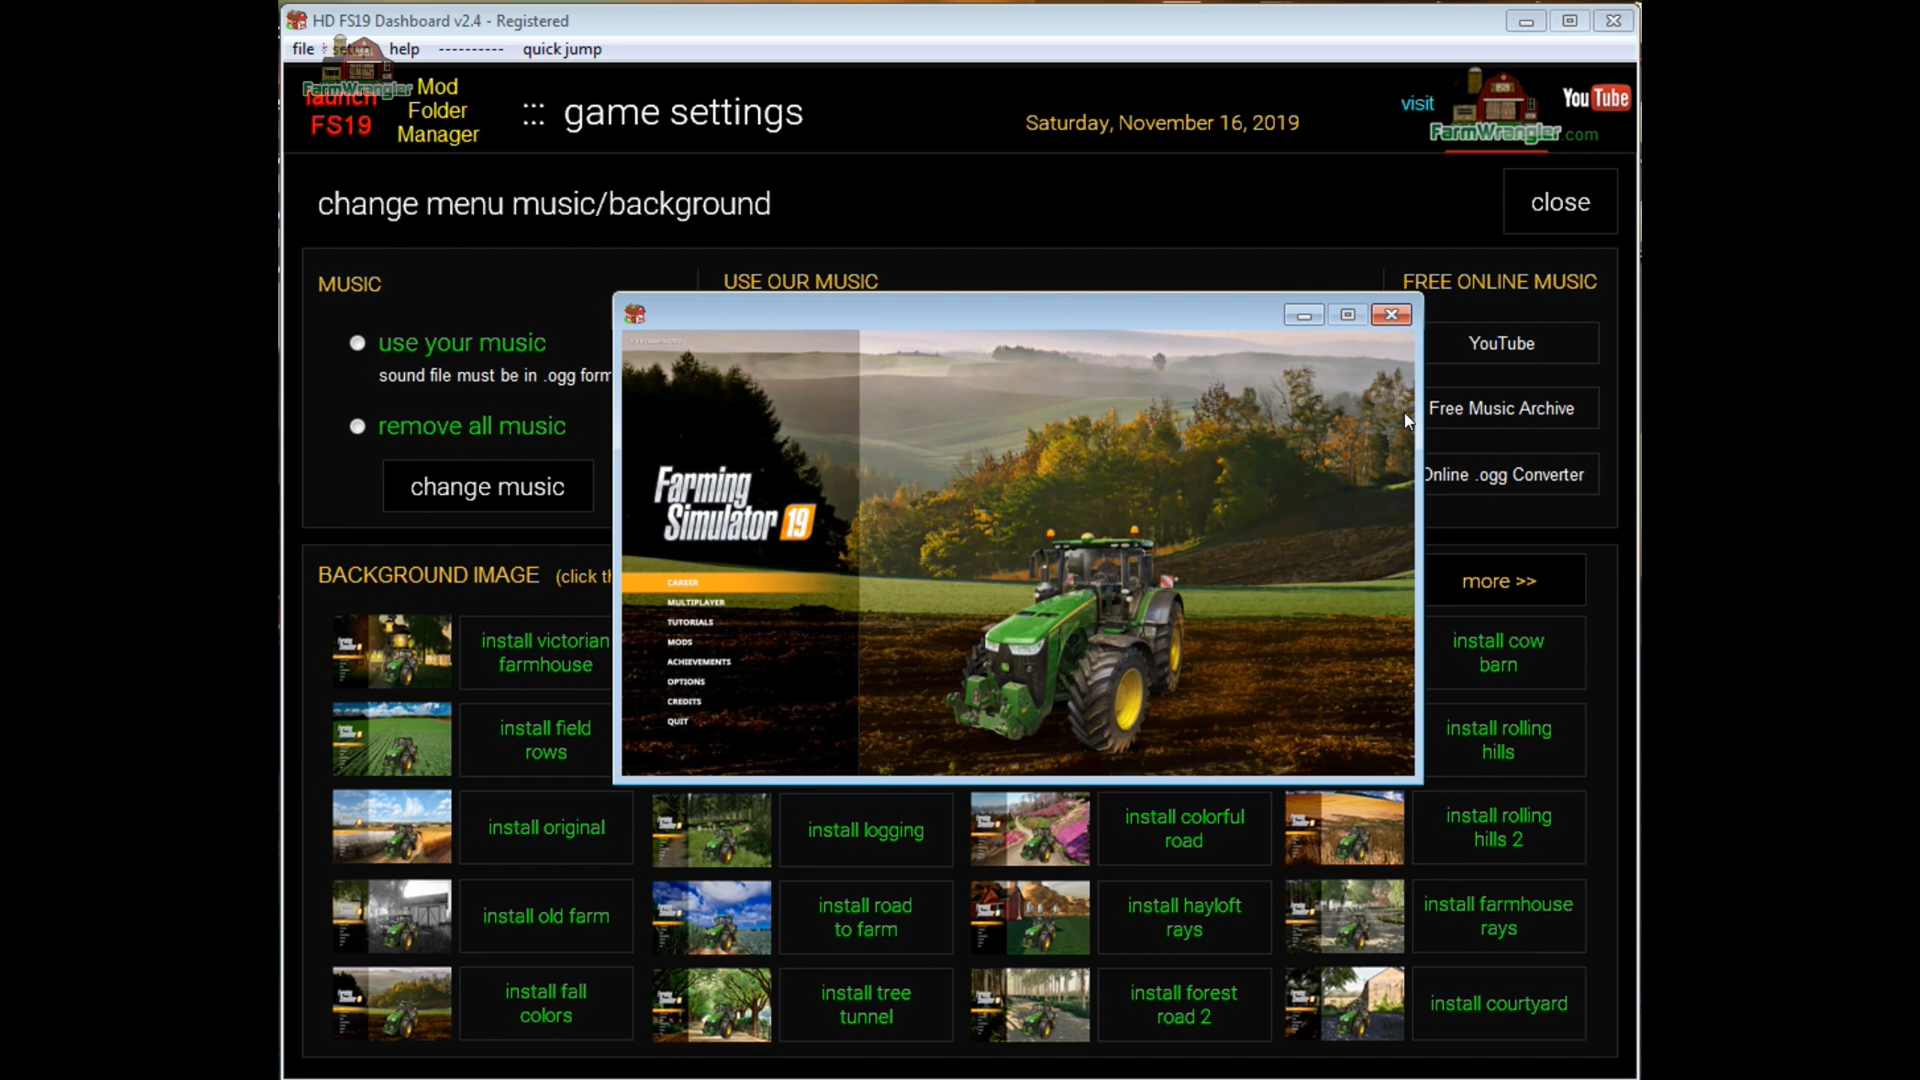 HD FS19 Dashboard v2.4 - Registered
file
setup
help
----------
quick jump
FarmWrangler
launch
FS19
Mod
Folder
Manager
::: game settings
Saturday, November 16, 2019
visit
FarmWrangler.com
YouTube
change menu music/background
close
MUSIC
USE OUR MUSIC
FREE ONLINE MUSIC
use your music
sound file must be in .ogg form
remove all music
change music
YouTube
Free Music Archive
Online .ogg Converter
Farming
Simulator 19
CAREER
MULTIPLAYER
TUTORIALS
MODS
ACHIEVEMENTS
OPTIONS
CREDITS
QUIT
BACKGROUND IMAGE (click th
more >>
install victorian
farmhouse
install cow
barn
install field
rows
install rolling
hills
install original
install logging
install colorful
road
install rolling
hills 2
install old farm
install road
to farm
install hayloft
rays
install farmhouse
rays
install fall
colors
install tree
tunnel
install forest
road 2
install courtyard